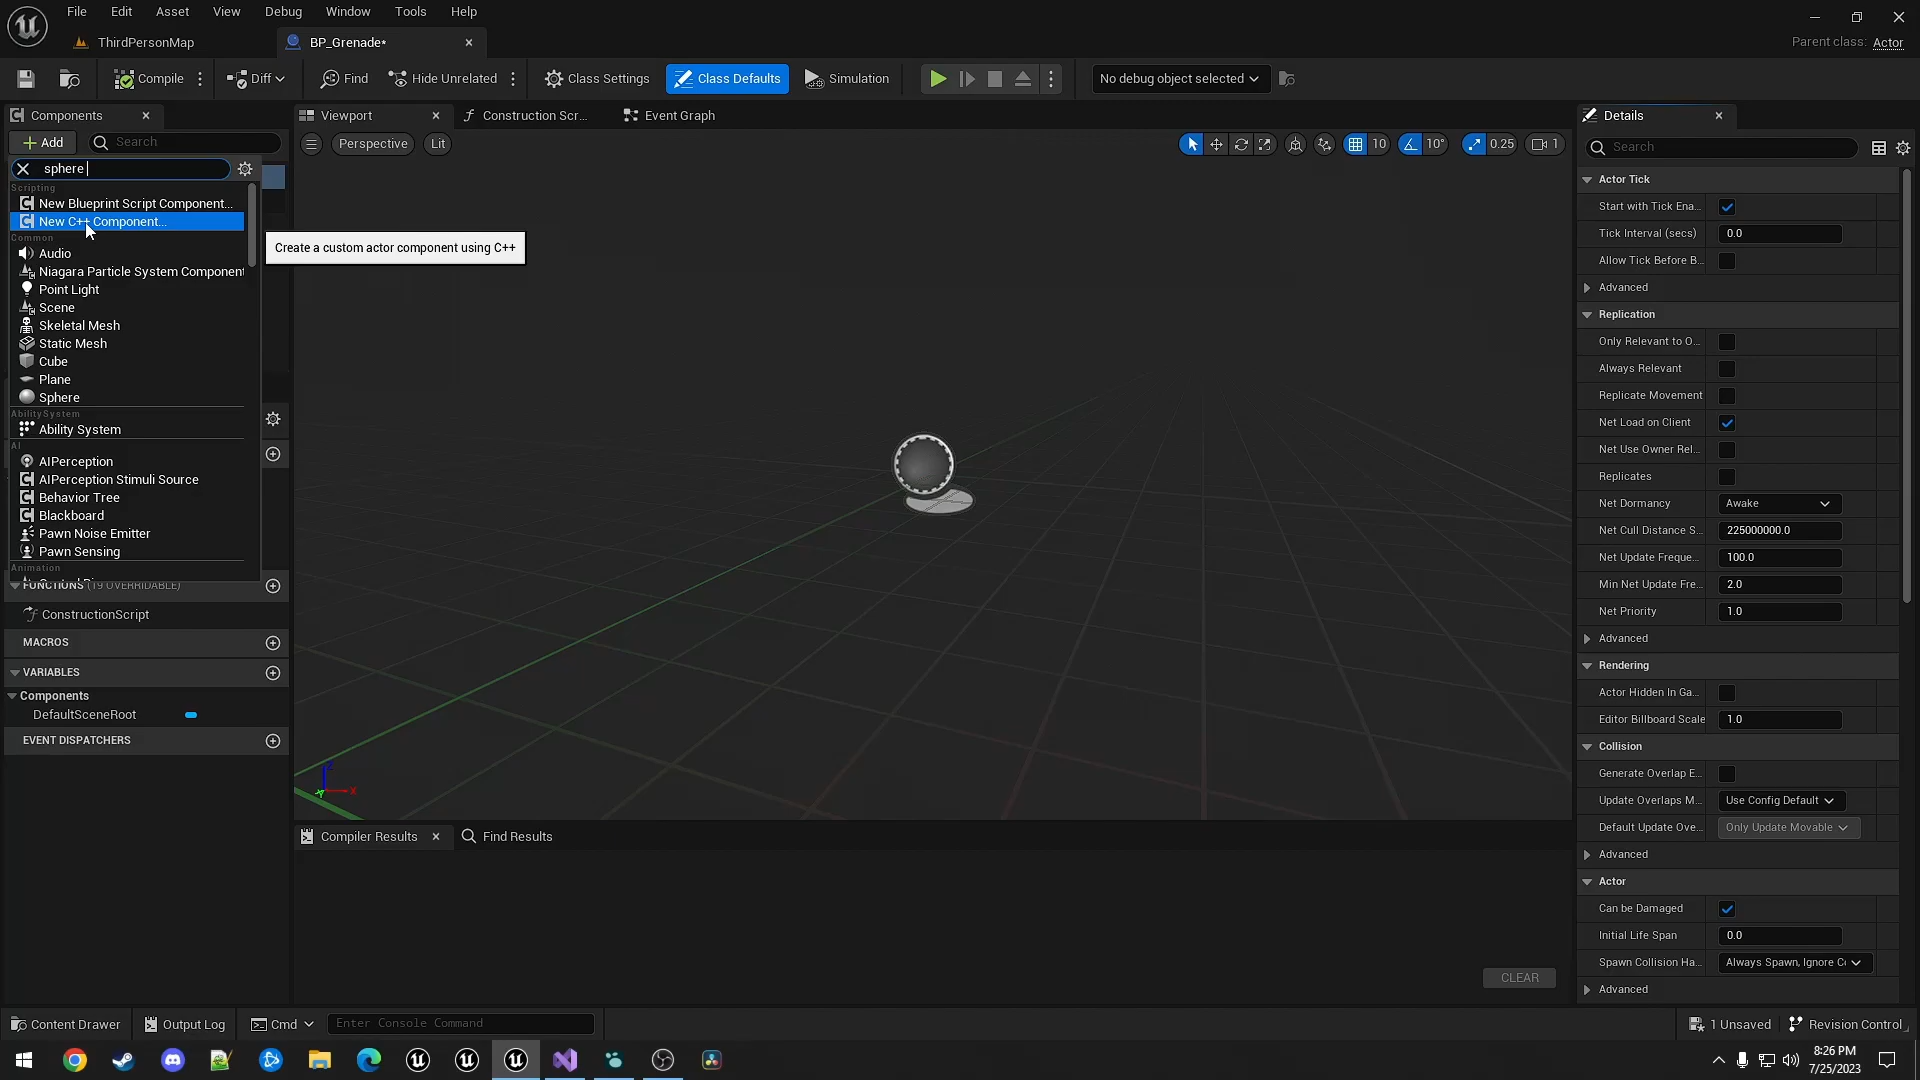 File Edit Asset View Debug Window Tools Help
ThirdPersonMap
BP_Grenade*
Parent class: Actor
Compile
Diff
Find
Hide Unrelated
Class Settings
Class Defaults
Simulation
No debug object selected
Components
Add
Search
sphere
Scripting
New Blueprint Script Component...
New C++ Component...
Create a custom actor component using C++
Common
Audio
Niagara Particle System Component
Point Light
Scene
Skeletal Mesh
Static Mesh
Cube
Plane
Sphere
AbilitySystem
Ability System
AI
AIPerception
AIPerception Stimuli Source
Behavior Tree
Blackboard
Pawn Noise Emitter
Pawn Sensing
Animation
FUNCTIONS (19 OVERRIDABLE)
ConstructionScript
MACROS
VARIABLES
Components
DefaultSceneRoot
EVENT DISPATCHERS
Viewport
Construction Scr...
Event Graph
Perspective
Lit
10
10°
0.25
1
Z
X
Compiler Results
Find Results
CLEAR
Details
Search
Actor Tick
Start with Tick Ena...
Tick Interval (secs) 0.0
Allow Tick Before B...
Advanced
Replication
Only Relevant to O...
Always Relevant
Replicate Movement
Net Load on Client
Net Use Owner Rel...
Replicates
Net Dormancy Awake
Net Cull Distance S... 225000000.0
Net Update Freque... 100.0
Min Net Update Fre... 2.0
Net Priority 1.0
Advanced
Rendering
Actor Hidden In Ga...
Editor Billboard Scale 1.0
Collision
Generate Overlap E...
Update Overlaps M... Use Config Default
Default Update Ove... Only Update Movable
Advanced
Actor
Can be Damaged
Initial Life Span 0.0
Spawn Collision Ha... Always Spawn, Ignore C
Advanced
Content Drawer
Output Log
Cmd
Enter Console Command
1 Unsaved
Revision Control
8:26 PM
7/25/2023